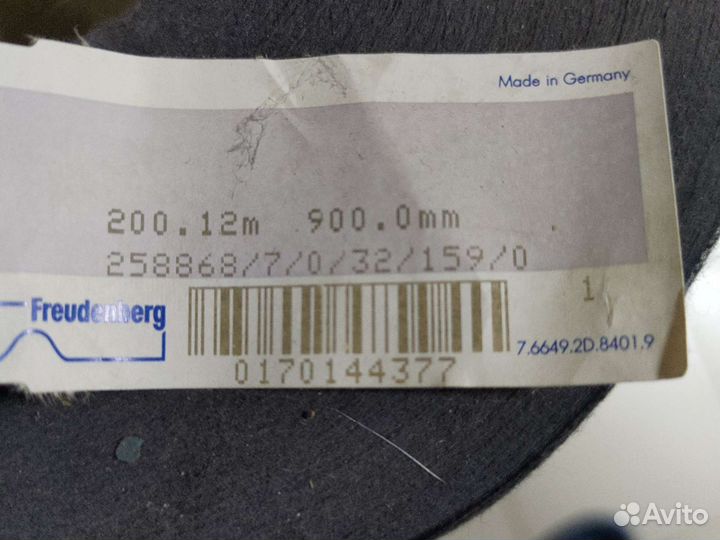 Made in Germany
200.12m 900.0mm
258868/7/0/32/159/0
1
Freudenberg
7.6649.2D.8401.9
0170144377
Avito